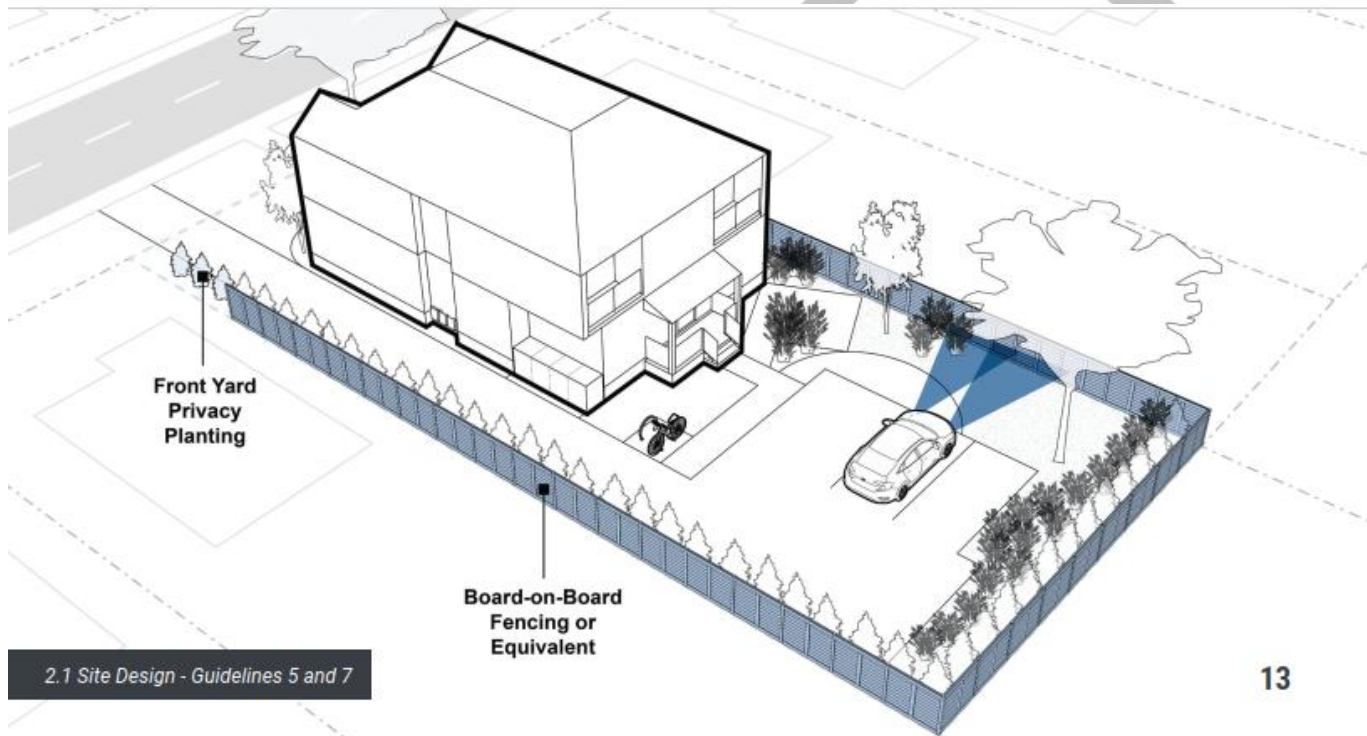 Front Yard
Privacy
Planting
Board-on-Board
Fencing or
Equivalent
2.1 Site Design - Guidelines 5 and 7
13